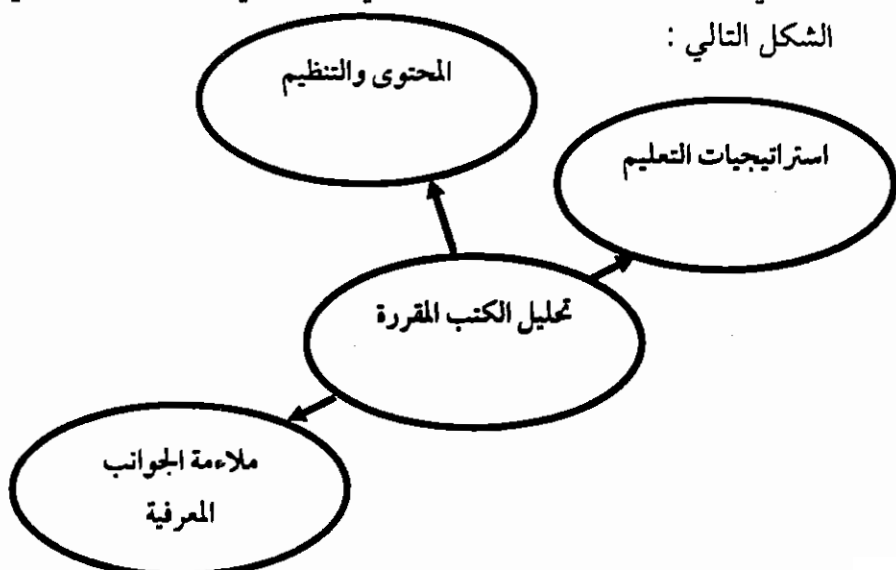 الشكل التالي :
المحتوى والتنظيم
استراتيجيات التعليم
تحليل الكتب المقررة
ملاءمة الجوانب
المعرفية